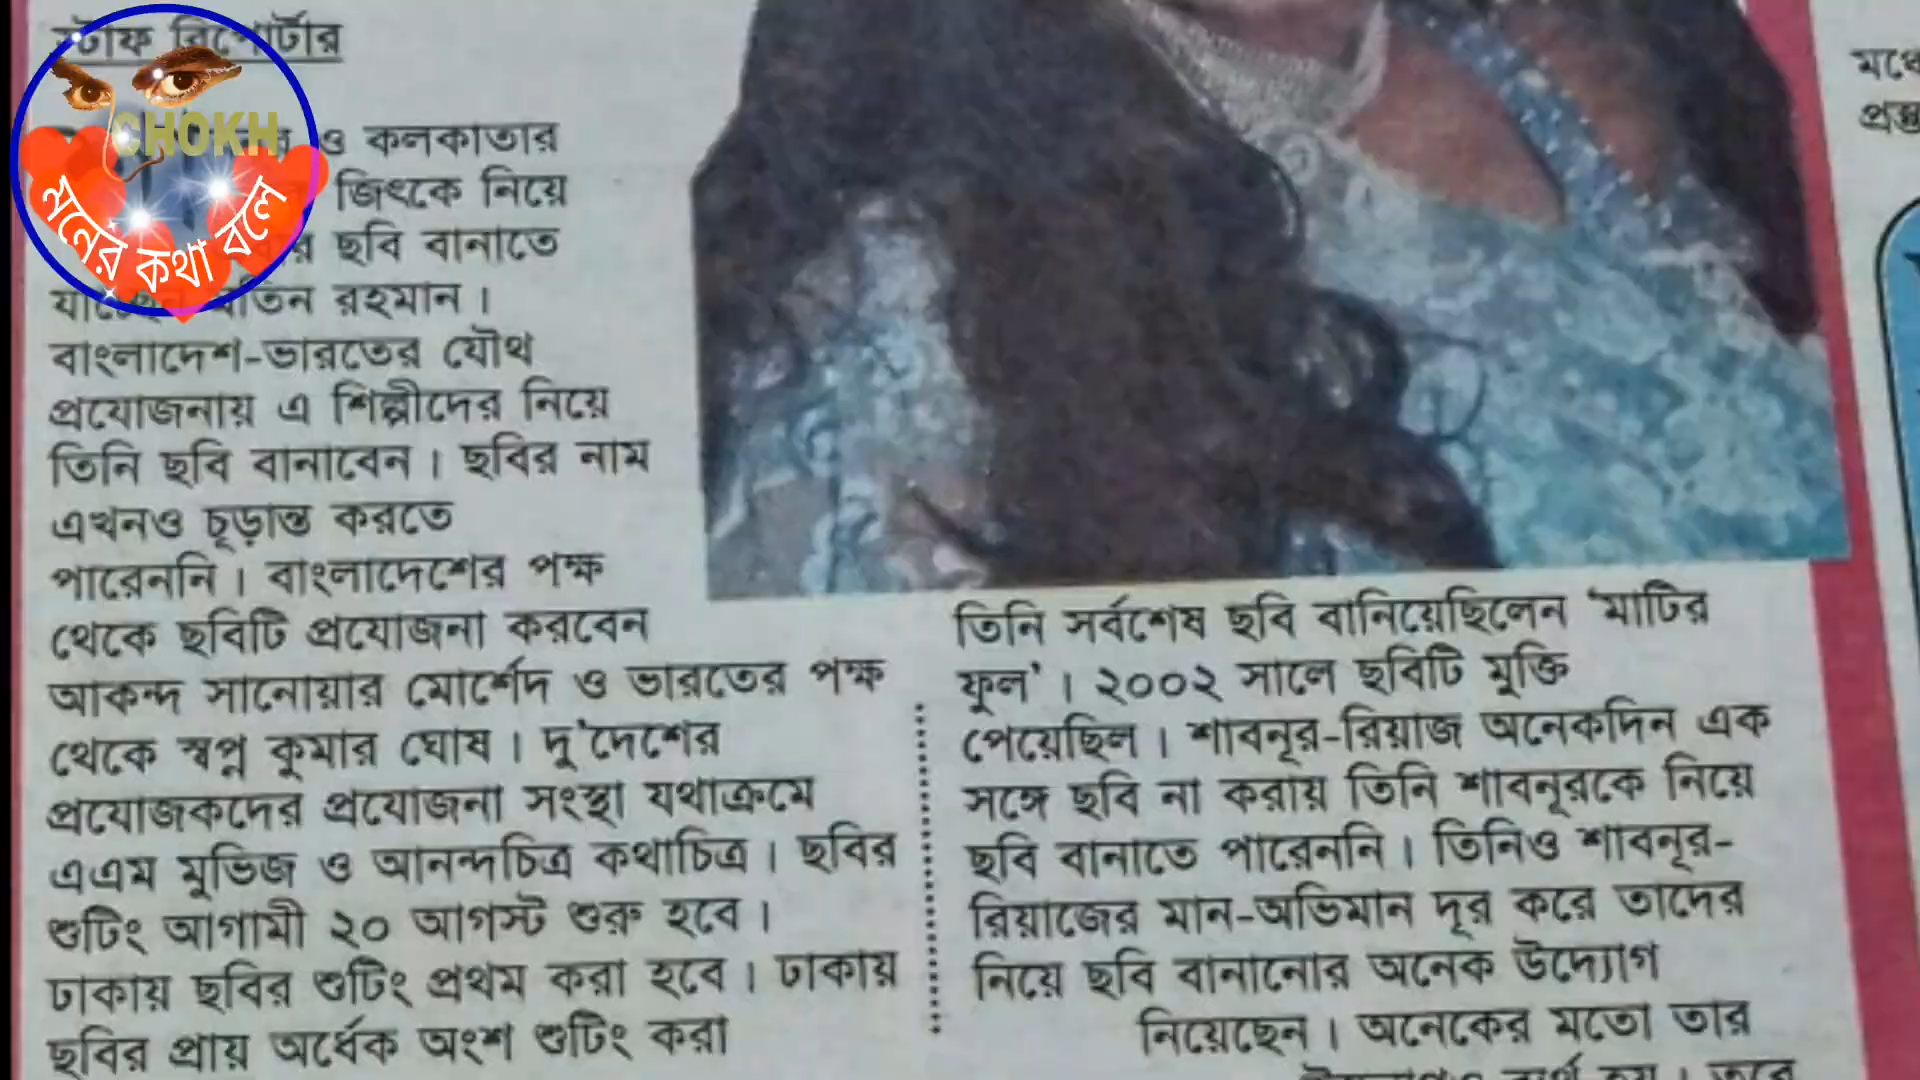 স্টাফ রিপোর্টার
CHOKH
মনের কথা বলে
ও কলকাতার
জিৎকে নিয়ে
ছবি বানাতে
মতিন রহমান।
বাংলাদেশ-ভারতের যৌথ
প্রযোজনায় এ শিল্পীদের নিয়ে
তিনি ছবি বানাবেন। ছবির নাম
এখনও চূড়ান্ত করতে
পারেননি। বাংলাদেশের পক্ষ
থেকে ছবিটি প্রযোজনা করবেন
আকন্দ সানোয়ার মোর্শেদ ও ভারতের পক্ষ
থেকে স্বপ্ন কুমার ঘোষ। দু'দেশের
প্রযোজকদের প্রযোজনা সংস্থা যথাক্রমে
এএম মুভিজ ও আনন্দচিত্র কথাচিত্র। ছবির
শুটিং আগামী ২০ আগস্ট শুরু হবে।
ঢাকায় ছবির শুটিং প্রথম করা হবে। ঢাকায়
ছবির প্রায় অর্ধেক অংশ শুটিং করা
তিনি সর্বশেষ ছবি বানিয়েছিলেন 'মাটির
ফুল'। ২০০২ সালে ছবিটি মুক্তি
পেয়েছিল। শাবনূর-রিয়াজ অনেকদিন এক
সঙ্গে ছবি না করায় তিনি শাবনূরকে নিয়ে
ছবি বানাতে পারেননি। তিনিও শাবনূর-
রিয়াজের মান-অভিমান দূর করে তাদের
নিয়ে ছবি বানানোর অনেক উদ্যোগ
নিয়েছেন। অনেকের মতো তার